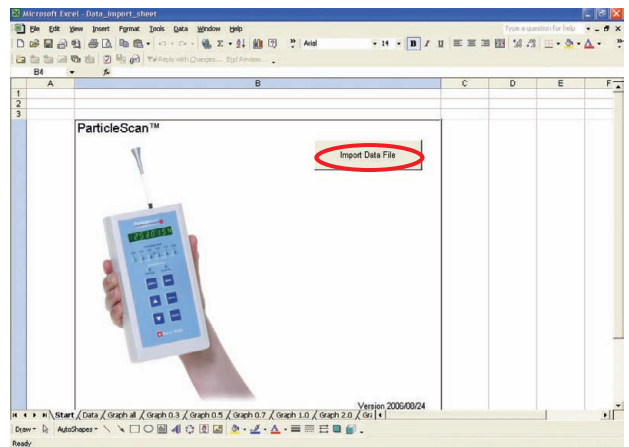 Microsoft Excel - Data_import_sheet
File Edit View Insert Format Tools Data Window Help
Type a question for help
Arial 14 B I U
Reply with Changes... End Review...
B4 fx
A B C D E F
1
2
3
ParticleScan™
Import Data File
Version 2006/08/24
Start Data Graph all Graph 0.3 Graph 0.5 Graph 0.7 Graph 1.0 Graph 2.0
Draw AutoShapes
Ready